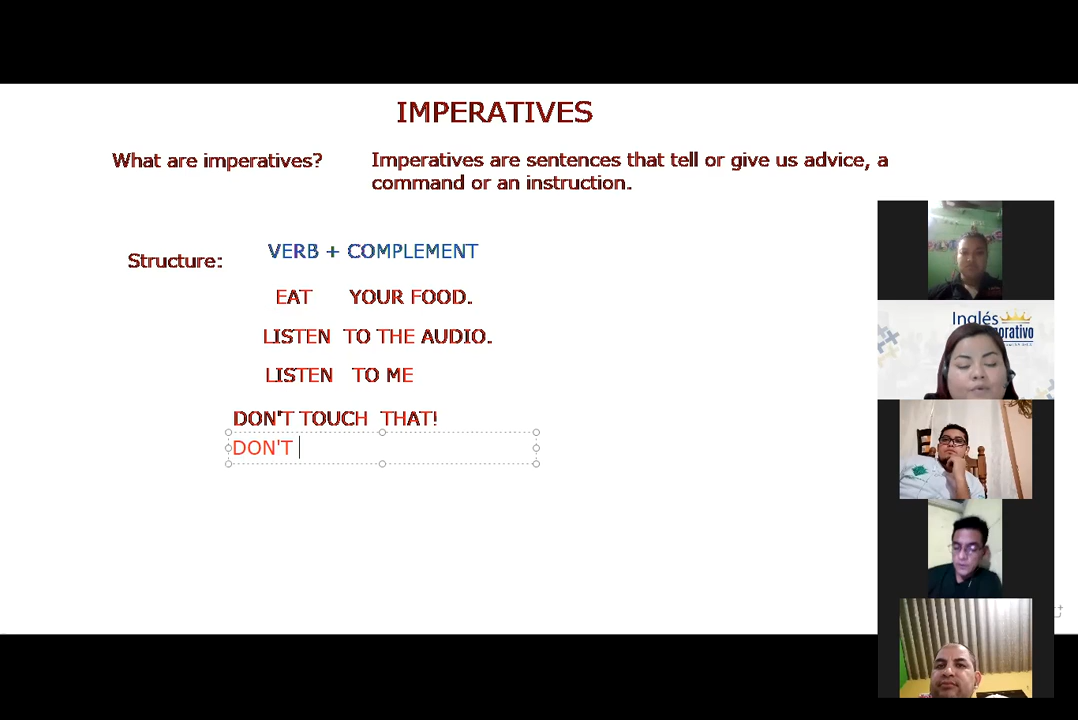 IMPERATIVES
What are imperatives?
Imperatives are sentences that tell or give us advice, a
command or an instruction.
Structure:
VERB + COMPLEMENT
EAT YOUR FOOD.
LISTEN TO THE AUDIO.
LISTEN TO ME
DON'T TOUCH THAT!
DON'T
Inglés